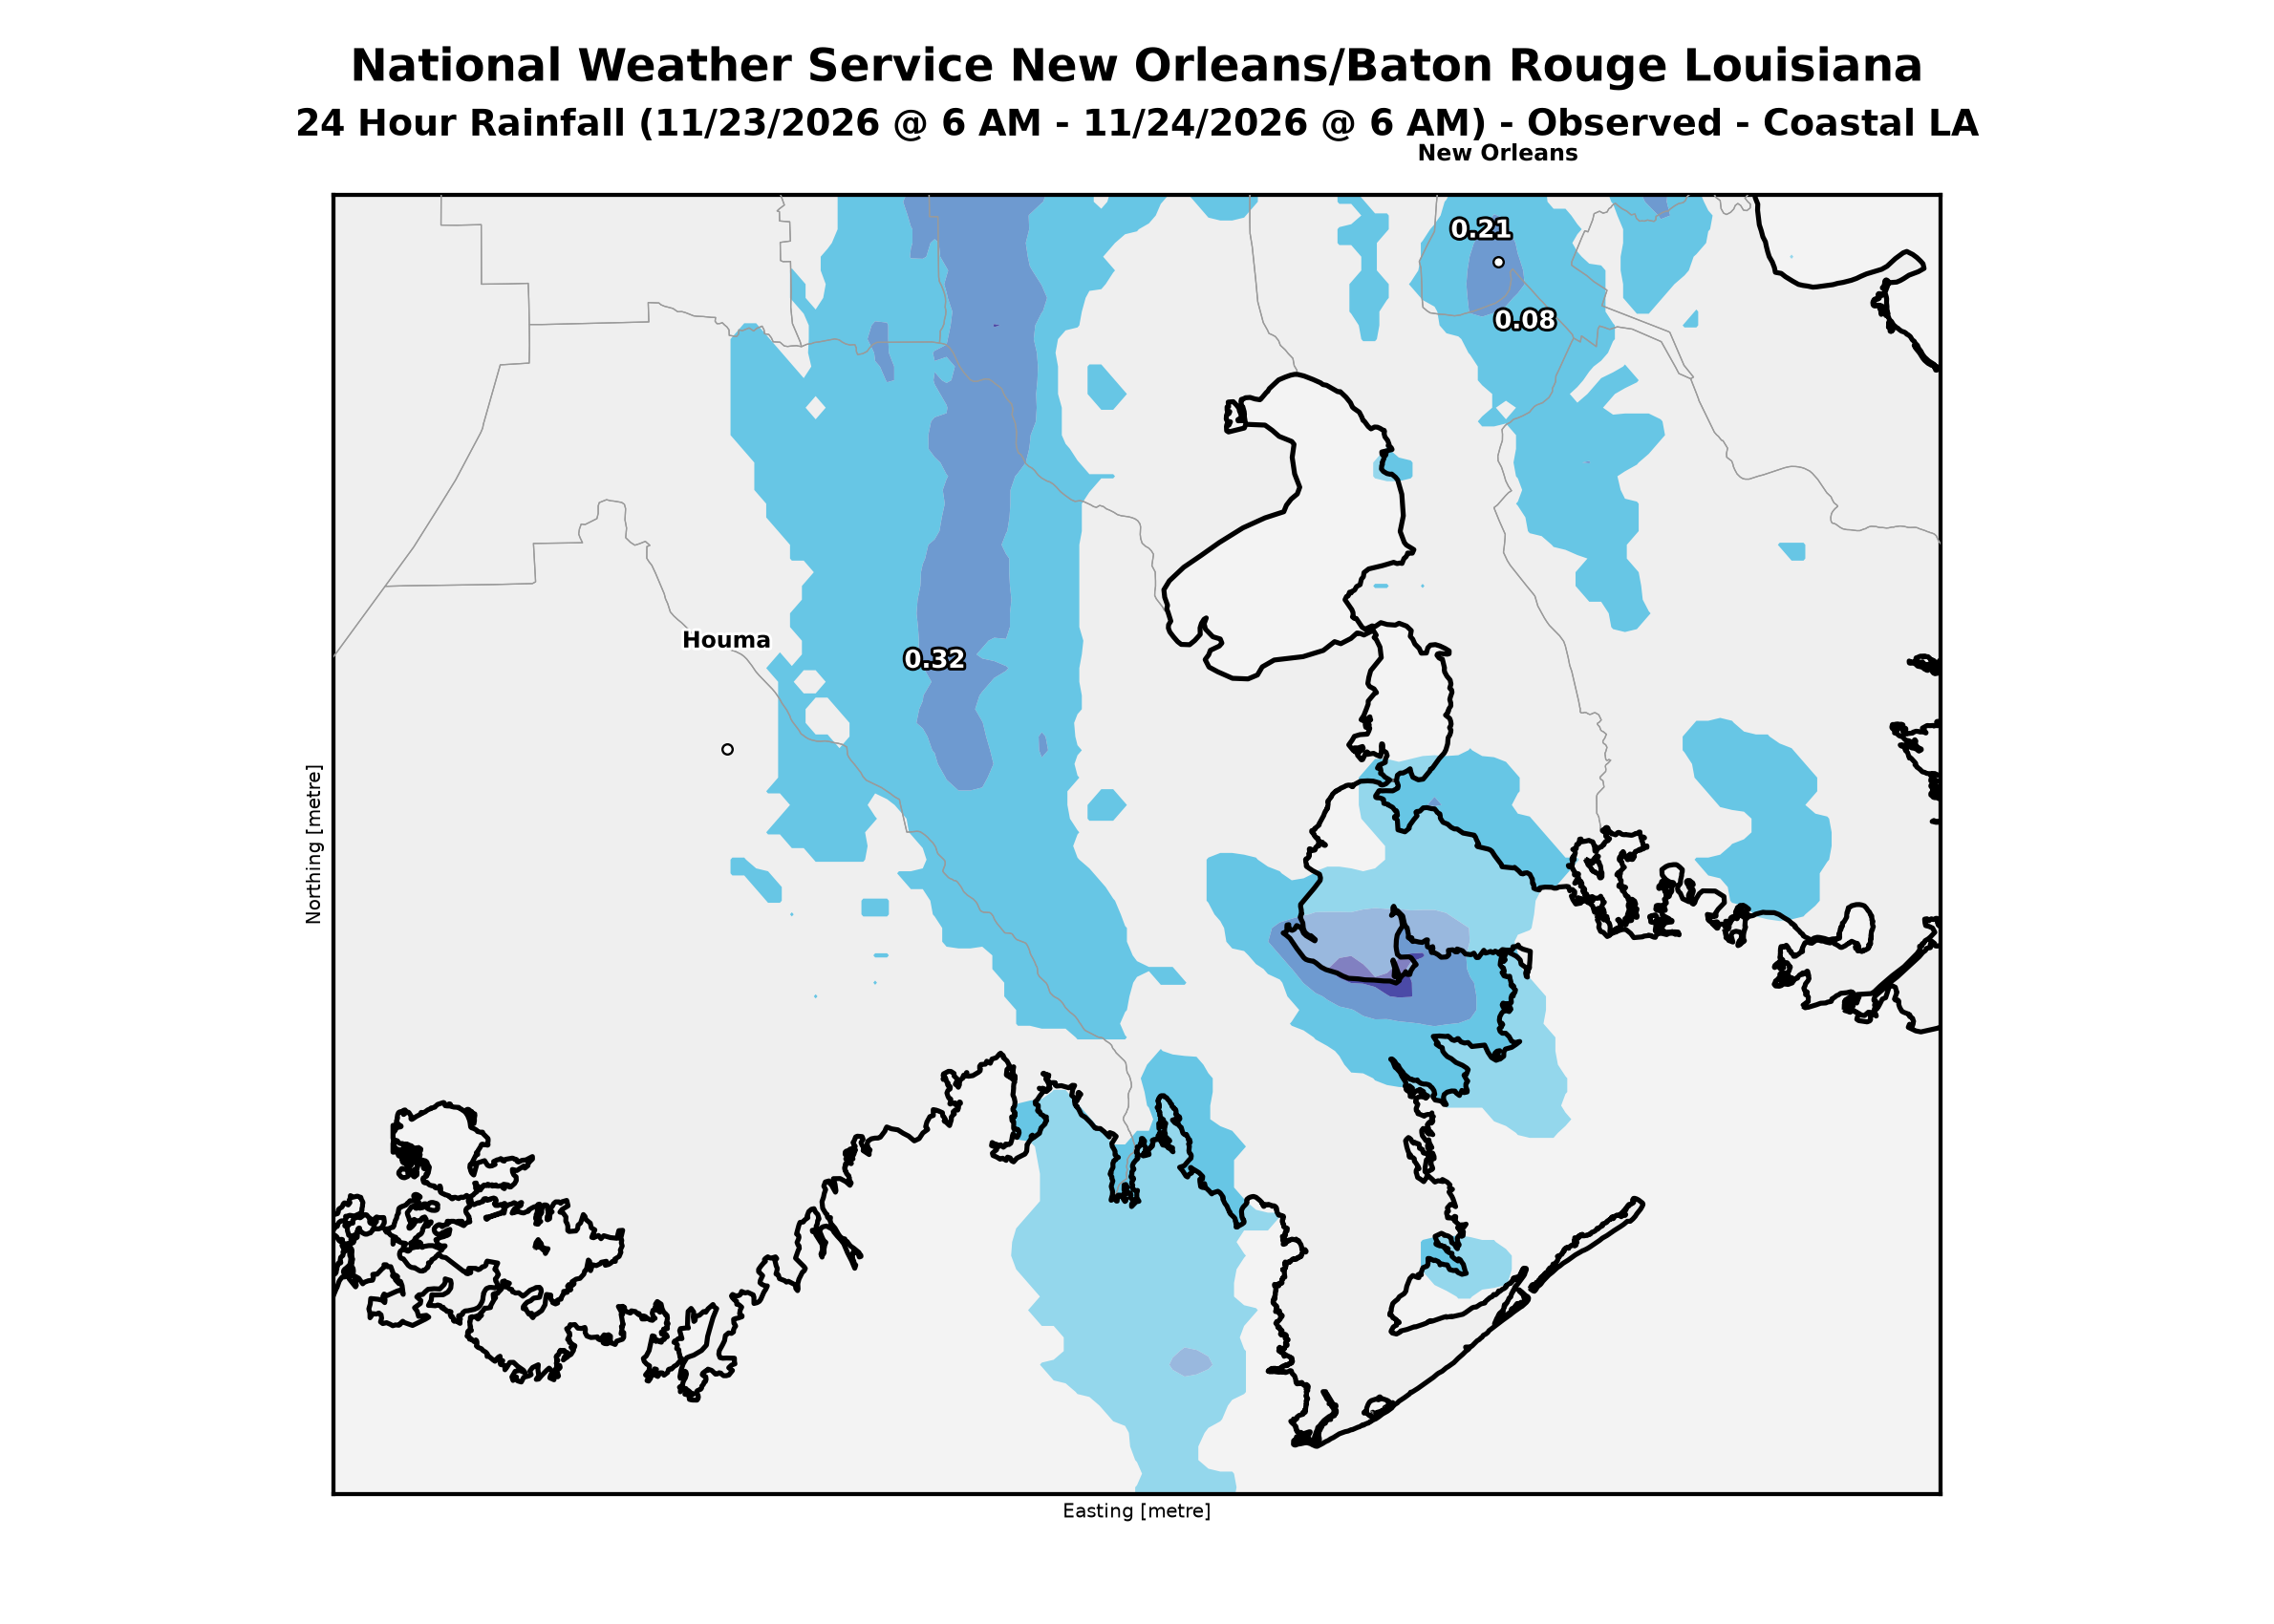 National Weather Service New Orleans/Baton Rouge Louisiana
24 Hour Rainfall (11/23/2026 @ 6 AM - 11/24/2026 @ 6 AM) - Observed - Coastal LA
New Orleans
0.21
0.08
Houma
0.32
Northing [metre]
Easting [metre]